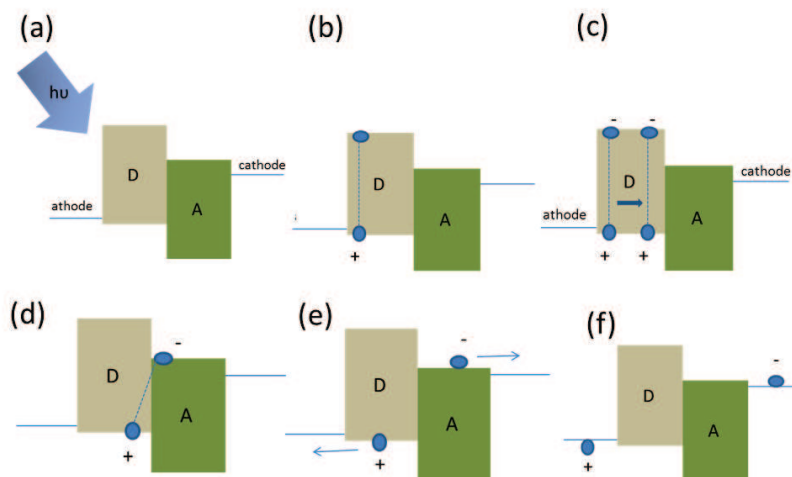 (a)
hυ
D
A
athode
cathode
(b)
D
A
+
(c)
- -
D
A
athode
cathode
+ +
(d)
-
D
A
+
(e)
-
D
A
+
(f)
-
D
A
+